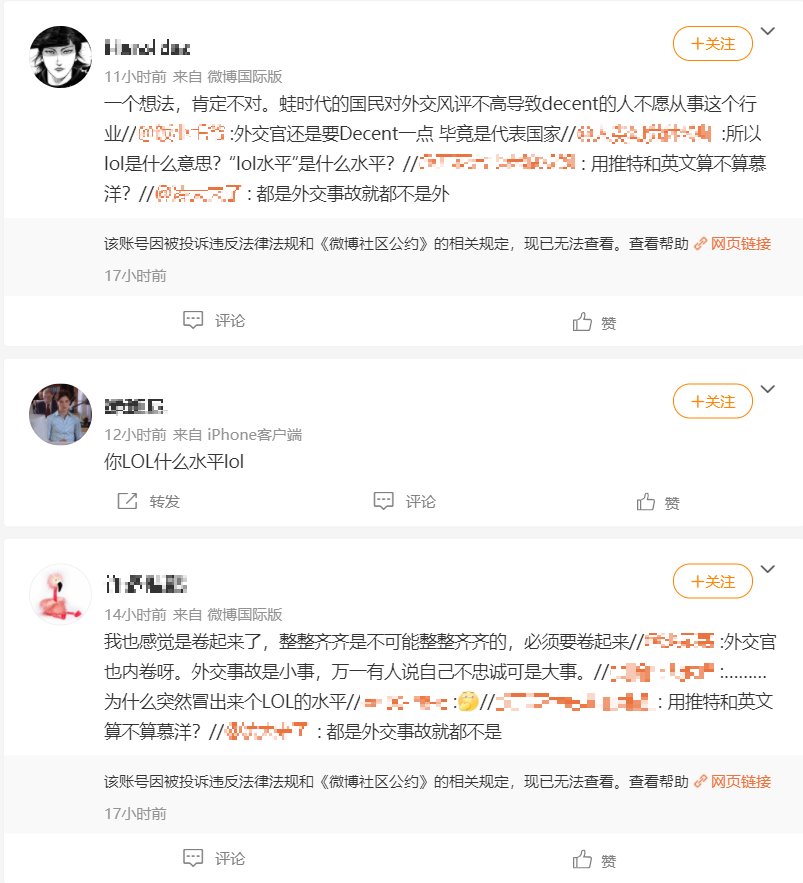 ＋关注
11小时前 来自 微博国际版
一个想法，肯定不对。蛙时代的国民对外交风评不高导致decent的人不愿从事这个行
业// :外交官还是要Decent一点 毕竟是代表国家// :所以
lol是什么意思？“lol水平”是什么水平？// : 用推特和英文算不算慕
洋？// : 都是外交事故就都不是外
该账号因被投诉违反法律法规和《微博社区公约》的相关规定，现已无法查看。查看帮助 网页链接
17小时前
评论 赞
＋关注
12小时前 来自 iPhone客户端
你LOL什么水平lol
转发 评论 赞
＋关注
14小时前 来自 微博国际版
我也感觉是卷起来了，整整齐齐是不可能整整齐齐的，必须要卷起来// :外交官
也内卷呀。外交事故是小事，万一有人说自己不忠诚可是大事。// :………
为什么突然冒出来个LOL的水平// :🤔// : 用推特和英文
算不算慕洋？// : 都是外交事故就都不是
该账号因被投诉违反法律法规和《微博社区公约》的相关规定，现已无法查看。查看帮助 网页链接
17小时前
评论 赞